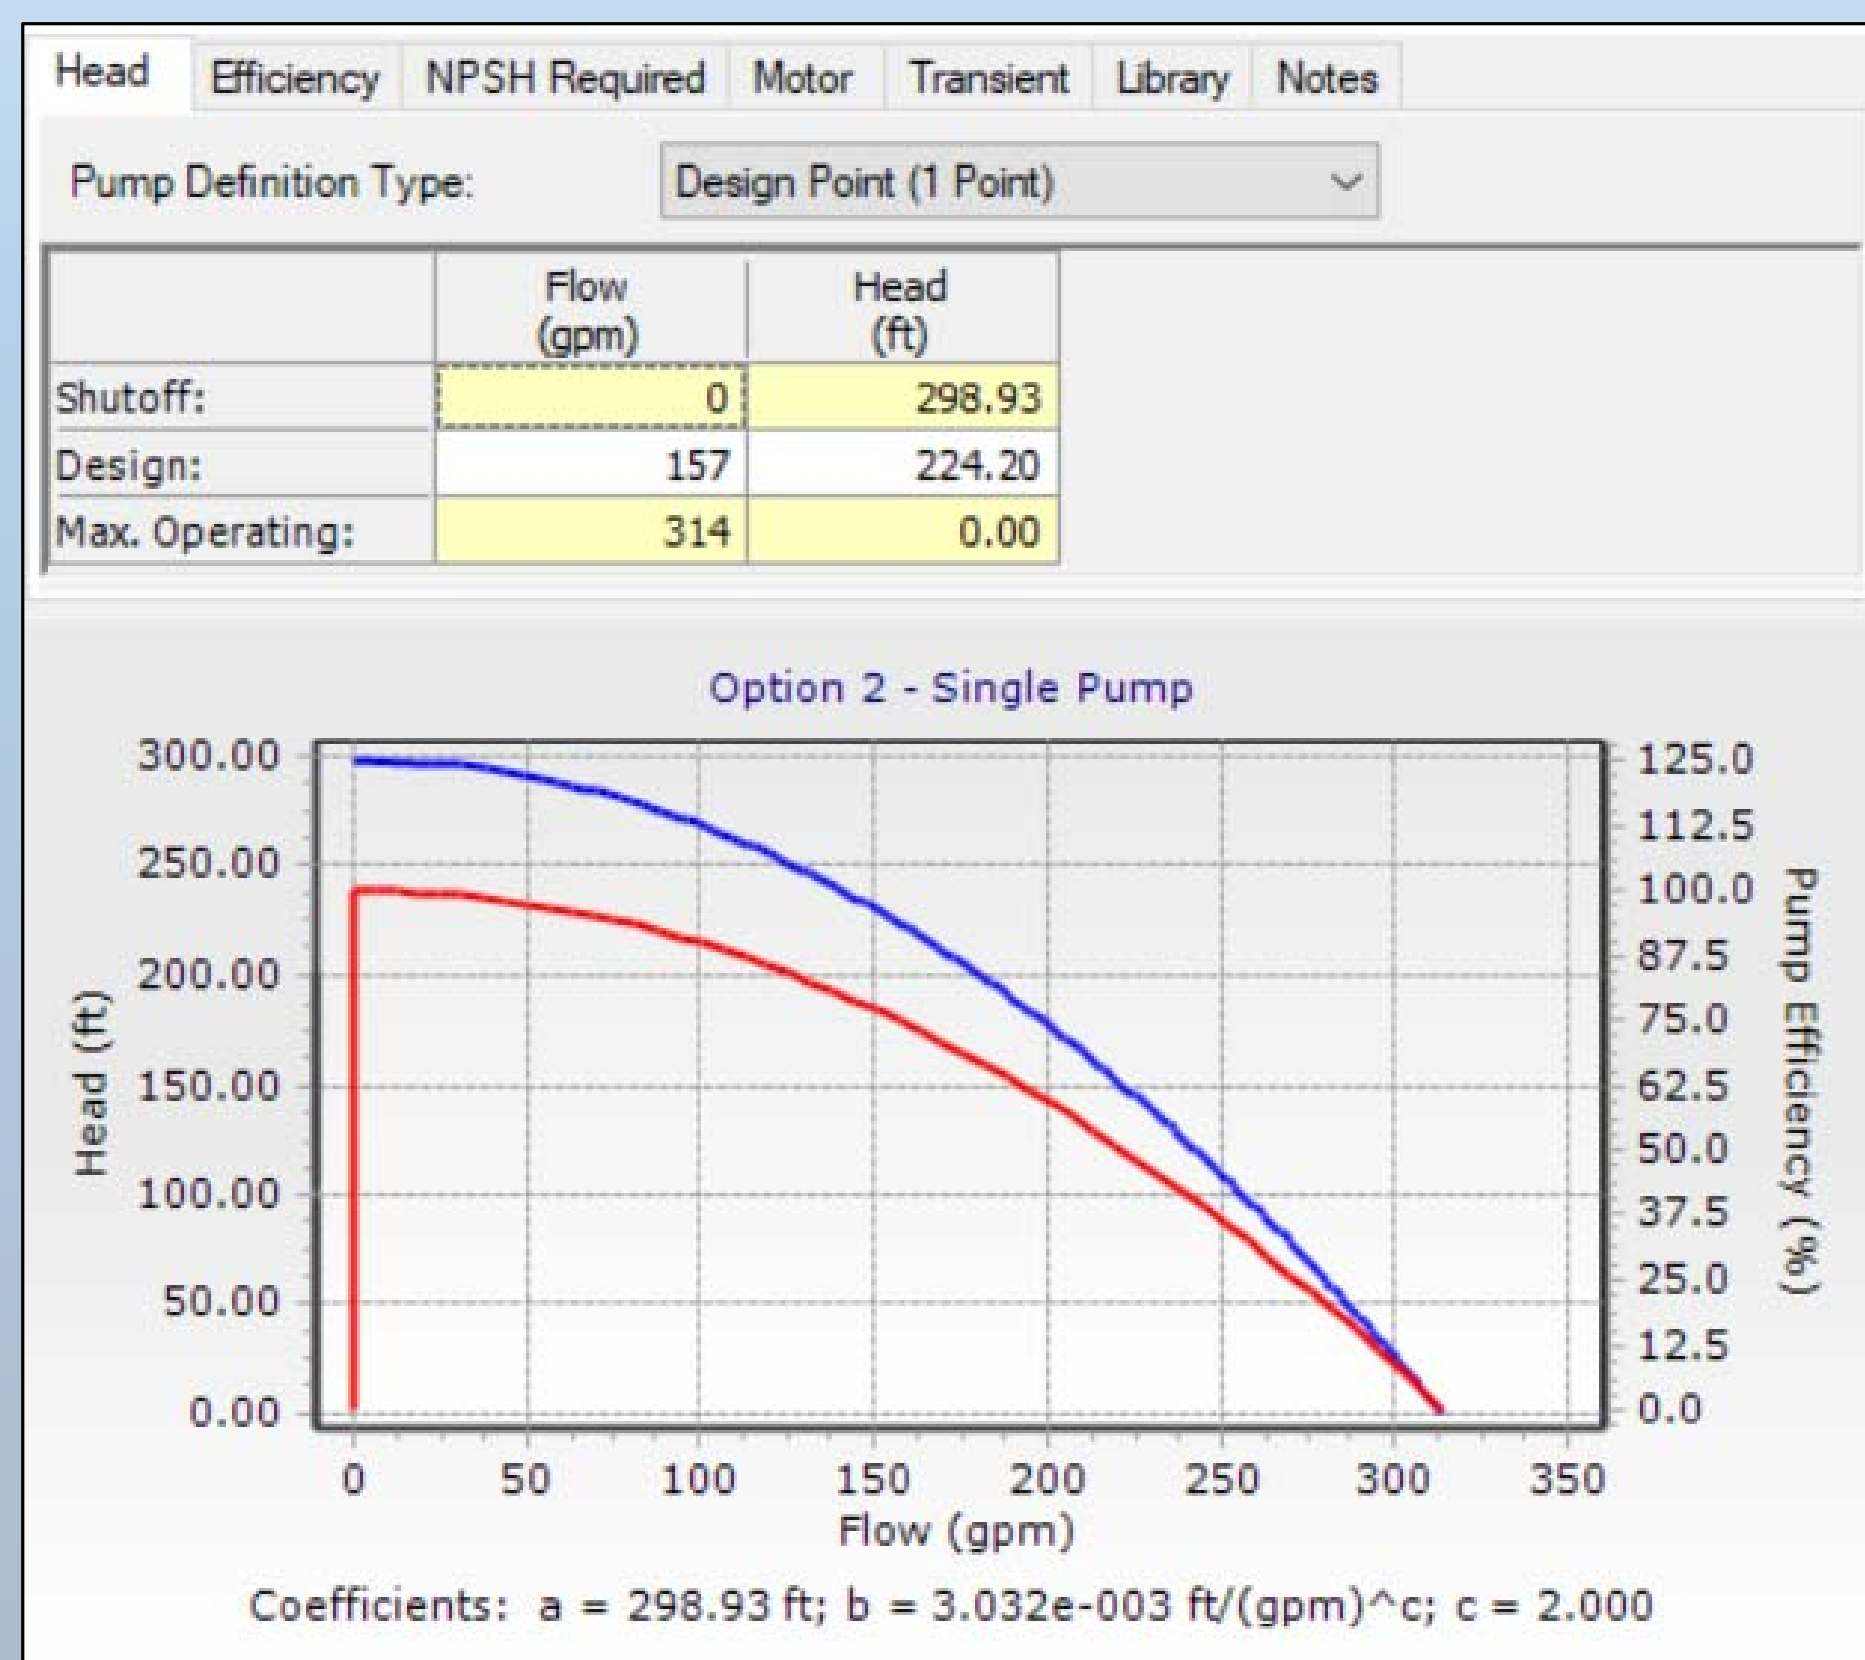 Head Efficiency NPSH Required Motor Transient Library Notes
Pump Definition Type: Design Point (1 Point)
Flow (gpm) Head (ft)
Shutoff: 0 298.93
Design: 157 224.20
Max. Operating: 314 0.00
Option 2 - Single Pump
300.00
250.00
200.00
150.00
100.00
50.00
0.00
Head (ft)
125.0
112.5
100.0
87.5
75.0
62.5
50.0
37.5
25.0
12.5
0.0
Pump Efficiency (%)
0 50 100 150 200 250 300 350
Flow (gpm)
Coefficients: a = 298.93 ft; b = 3.032e-003 ft/(gpm)^c; c = 2.000